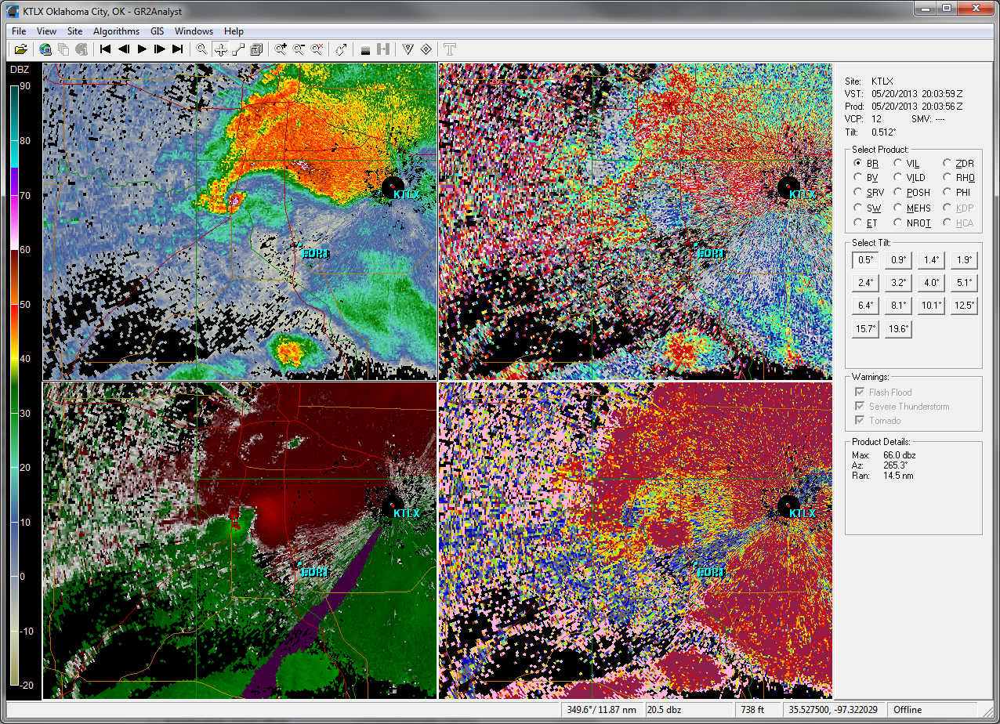 KTLX Oklahoma City, OK - GR2Analyst
File View Site Algorithms GIS Windows Help
DBZ
90
80
70
60
50
40
30
20
10
0
-10
-20
KTLX
KTLX
KTLX
KTLX
Site: KTLX
VST: 05/20/2013 20:03:59Z
Prod: 05/20/2013 20:03:56Z
VCP: 12 SMV: ----
Tilt: 0.512°
Select Product:
BR VIL ZDR
BV VILD RHO
SRV POSH PHI
SW MEHS KDP
ET NROT HCA
Select Tilt:
0.5° 0.9° 1.4° 1.9°
2.4° 3.2° 4.0° 5.1°
6.4° 8.1° 10.1° 12.5°
15.7° 19.6°
Warnings:
Flash Flood
Severe Thunderstorm
Tornado
Product Details:
Max: 66.0 dbz
Az: 265.3°
Ran: 14.5 nm
349.6°/ 11.87 nm 20.5 dbz 738 ft 35.527500, -97.322029 Offline